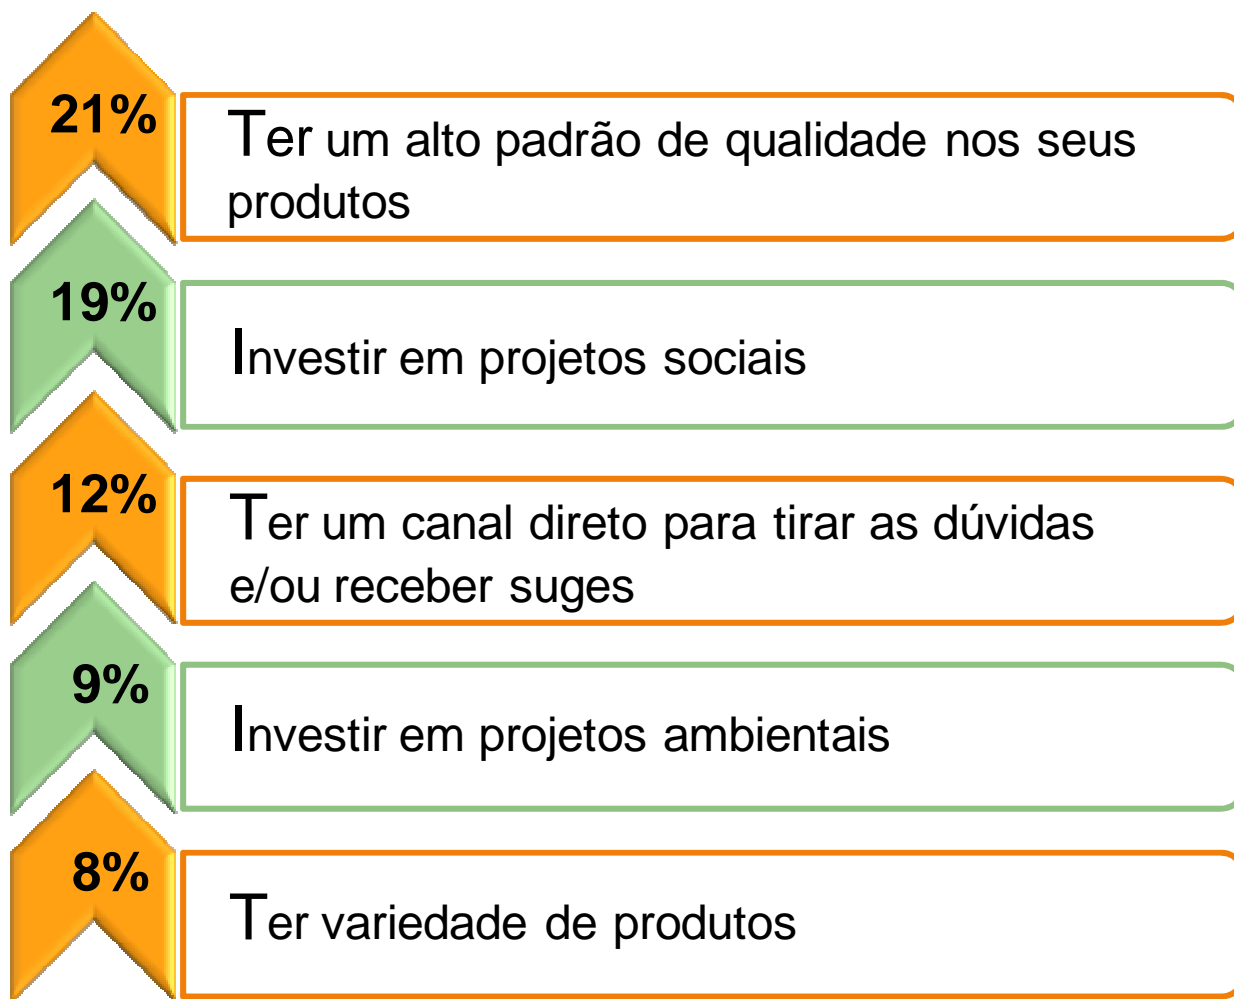 21%
Ter um alto padrão de qualidade nos seus
produtos
19%
Investir em projetos sociais
12%
Ter um canal direto para tirar as dúvidas
e/ou receber suges
9%
Investir em projetos ambientais
8%
Ter variedade de produtos